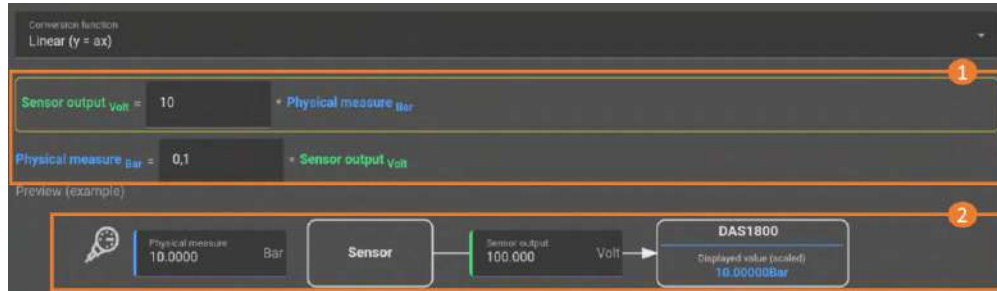 Conversion function
Linear (y = ax)
1
Sensor output Volt = 10 * Physical measure Bar
Physical measure Bar = 0,1 * Sensor output Volt
Preview (example)
2
Physical measure
10.0000 Bar
Sensor
Sensor output
100.000 Volt
DAS1800
Displayed value (scaled)
10.00000Bar